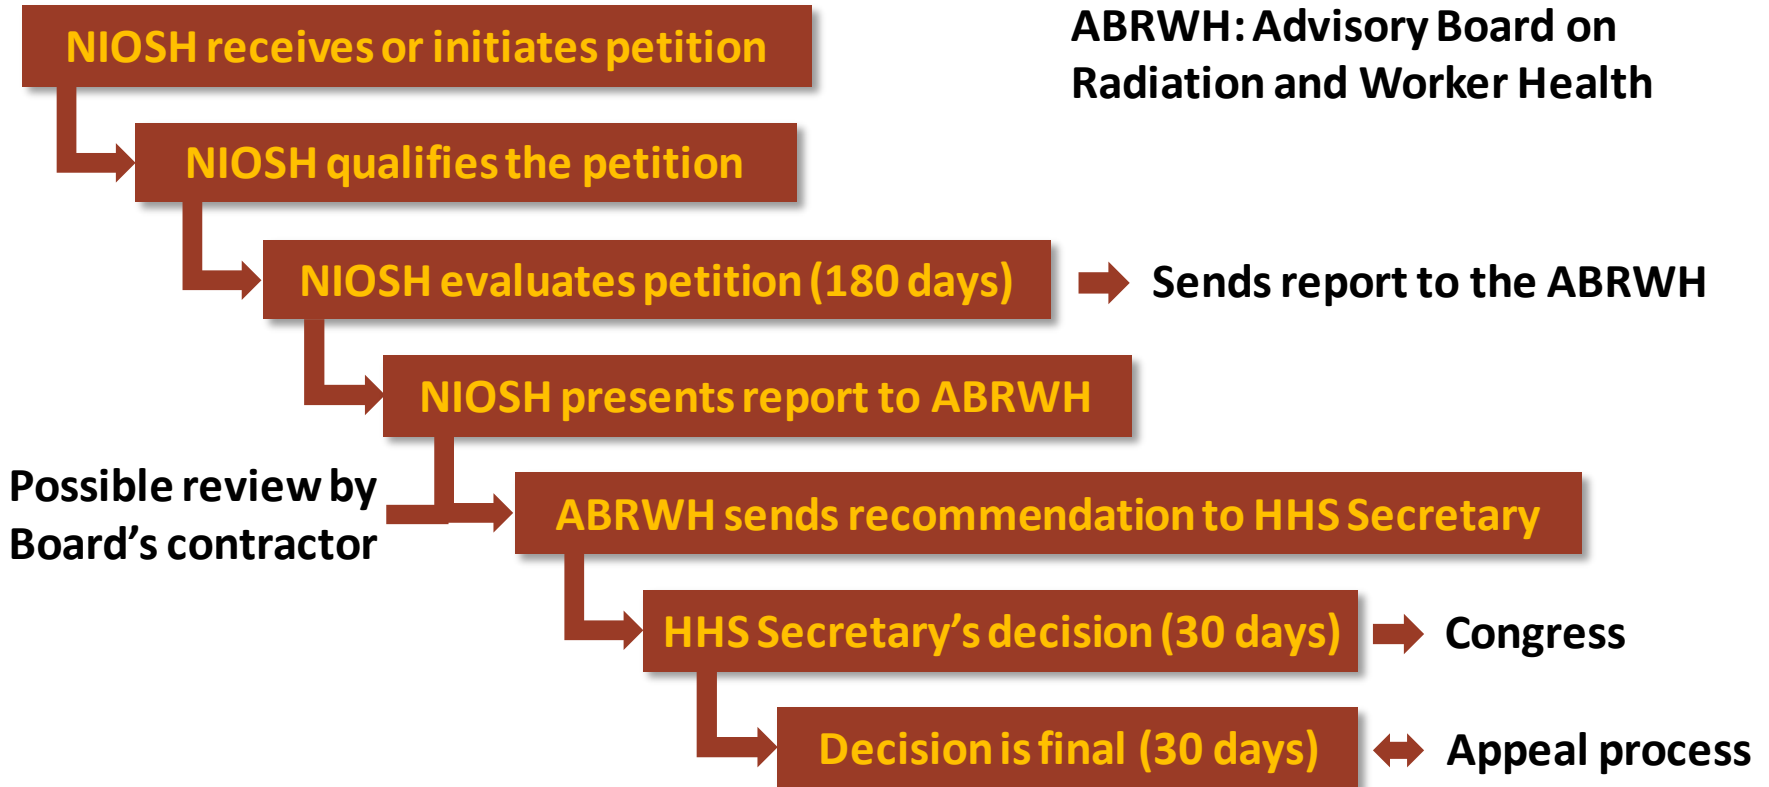 NIOSH receives or initiates petition
ABRWH: Advisory Board on
Radiation and Worker Health
NIOSH qualifies the petition
NIOSH evaluates petition (180 days)
Sends report to the ABRWH
NIOSH presents report to ABRWH
Possible review by
Board’s contractor
ABRWH sends recommendation to HHS Secretary
HHS Secretary’s decision (30 days)
Congress
Decision is final (30 days)
Appeal process